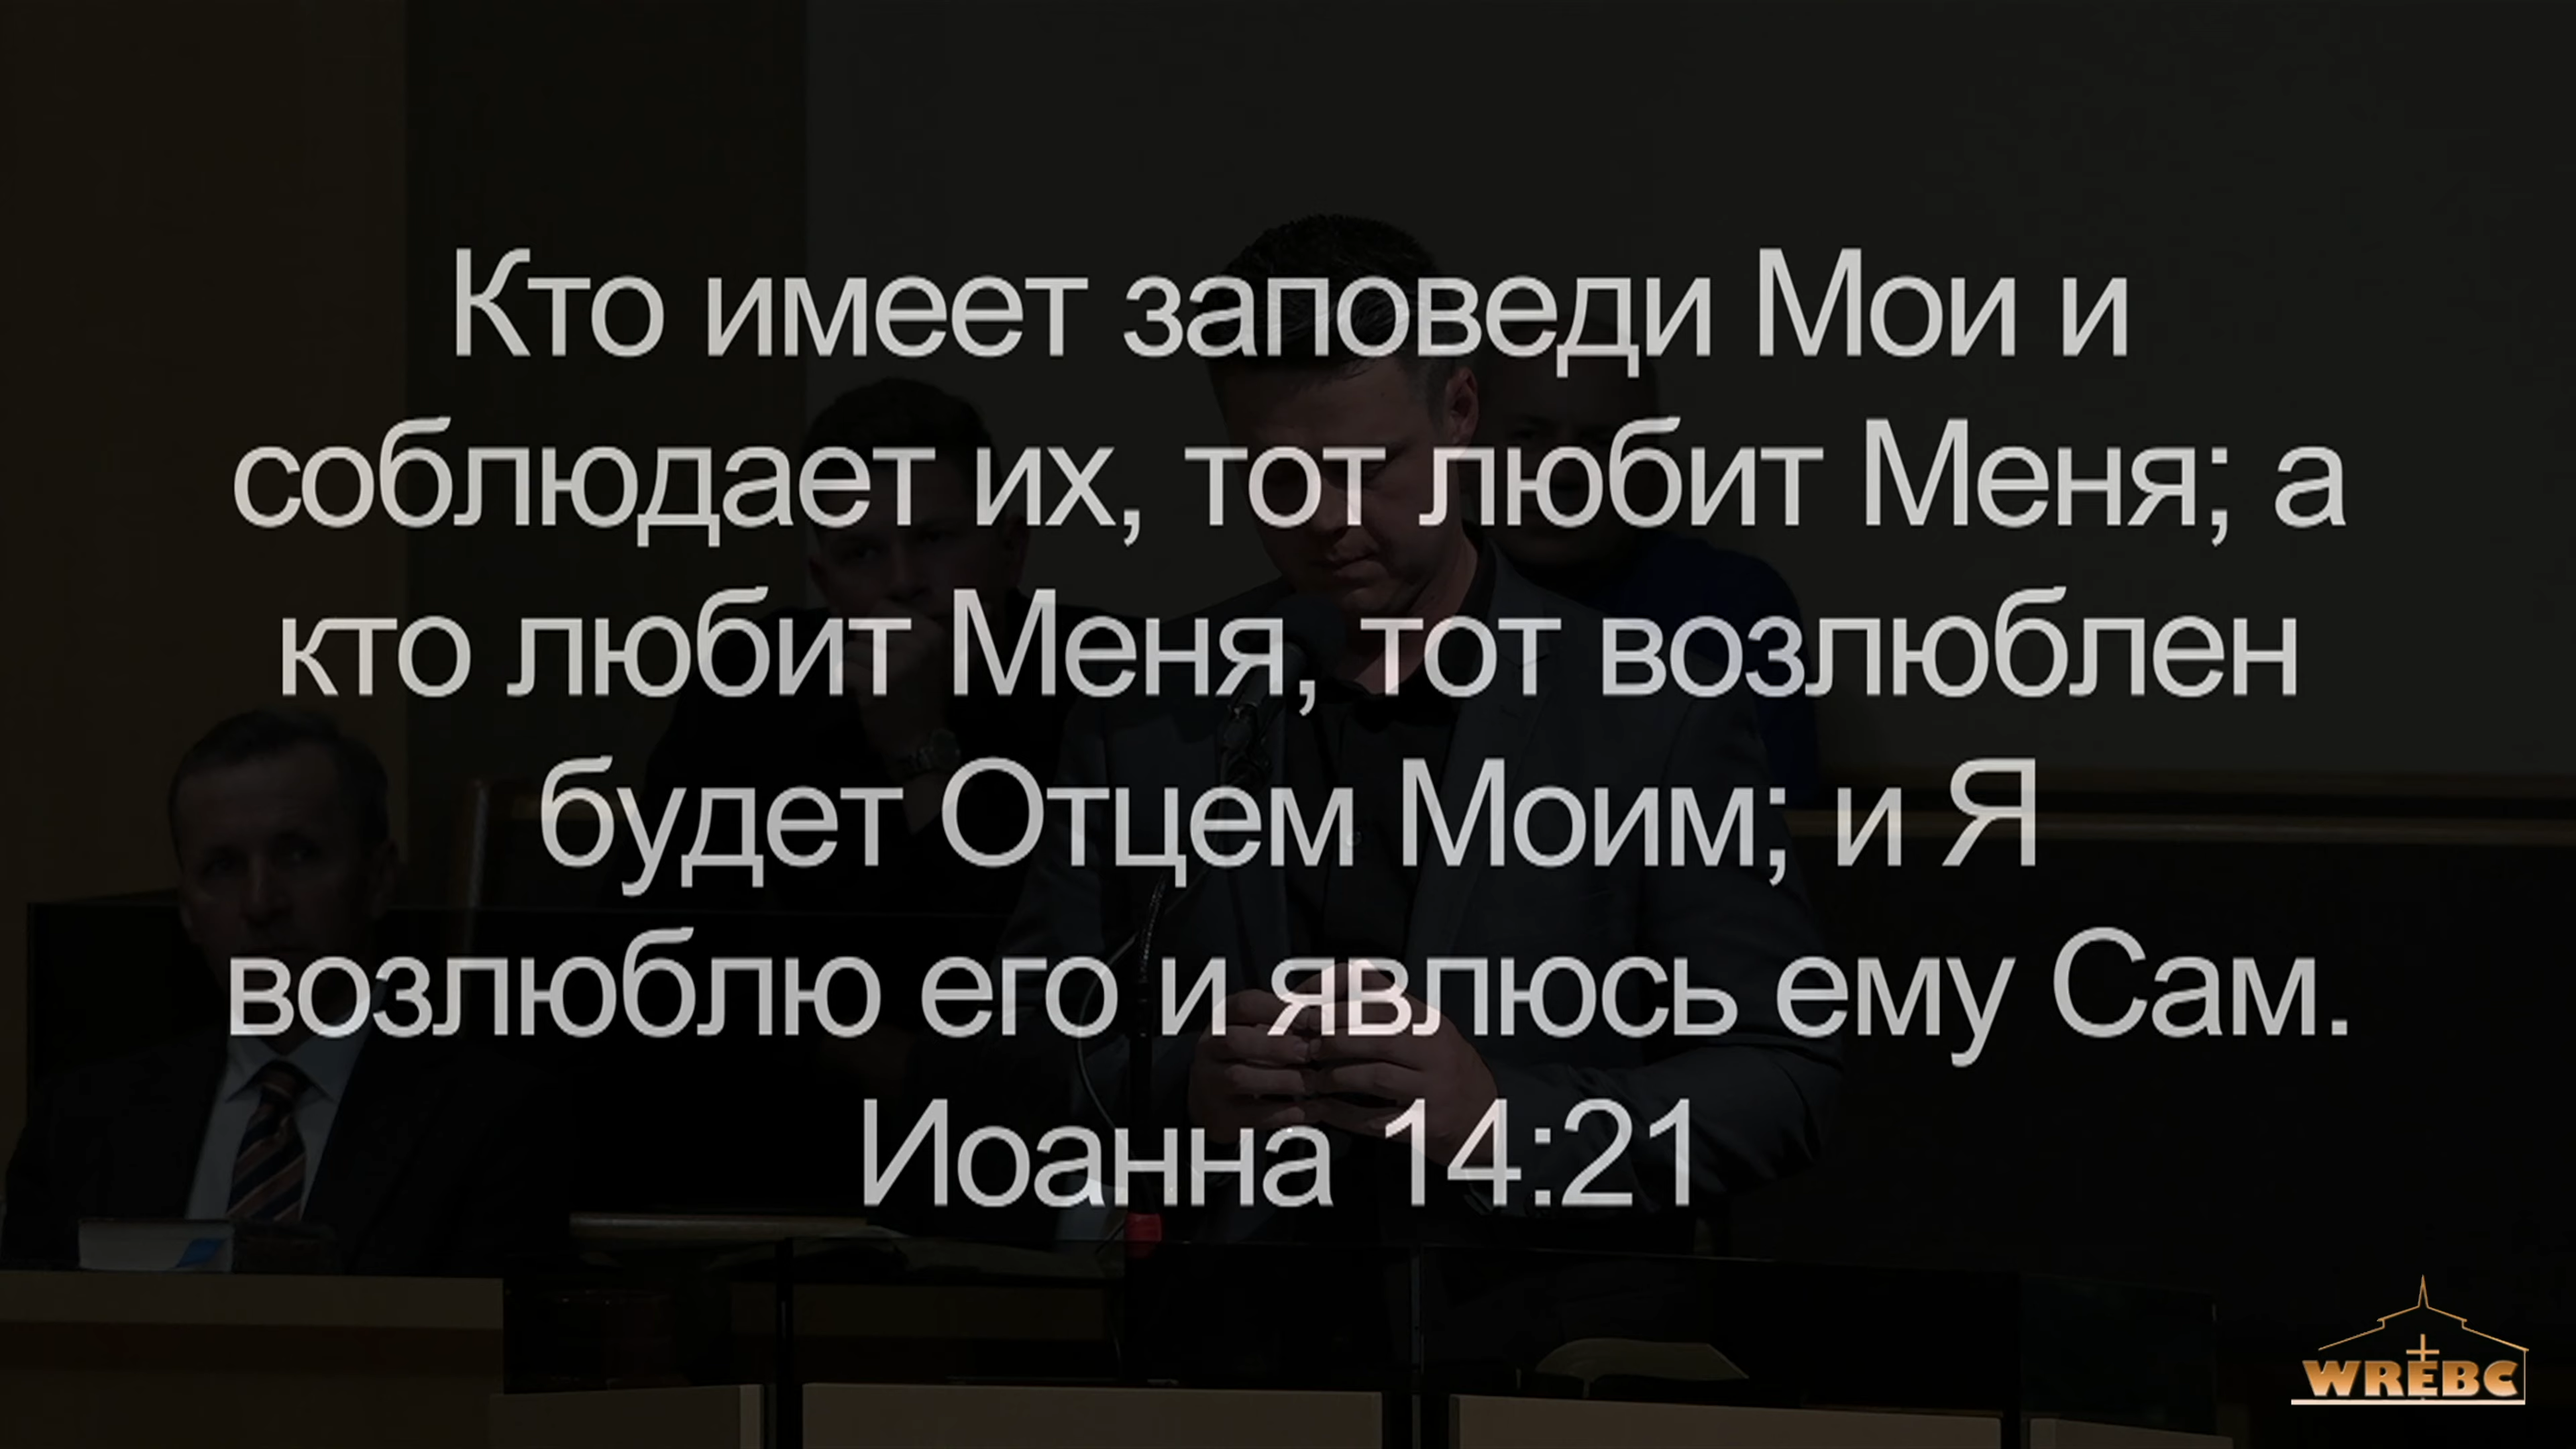 Кто имеет заповеди Мои и
соблюдает их, тот любит Меня; а
кто любит Меня, тот возлюблен
будет Отцем Моим; и Я
возлюблю его и явлюсь ему Сам.
Иоанна 14:21
WREBC